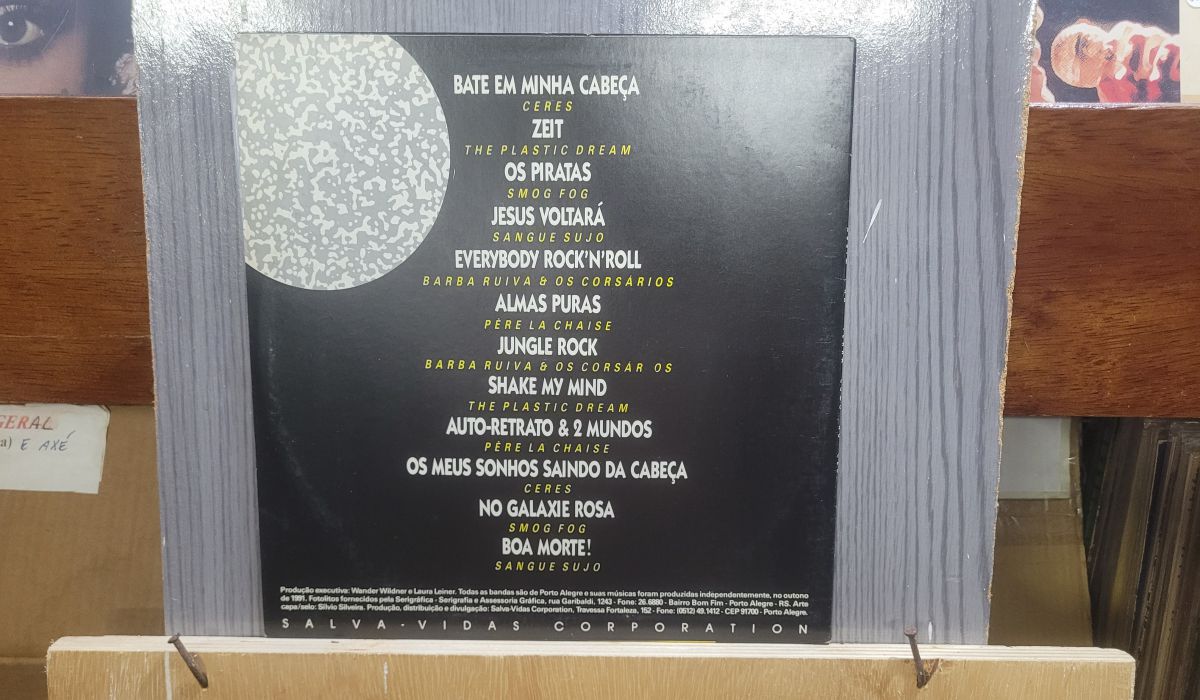 BATE EM MINHA CABEÇA
CERES
ZEIT
THE PLASTIC DREAM
OS PIRATAS
SMOG FOG
JESUS VOLTARÁ
SANGUE SUJO
EVERYBODY ROCK'N'ROLL
BARBA RUIVA & OS CORSÁRIOS
ALMAS PURAS
PÈRE LA CHAISE
JUNGLE ROCK
BARBA RUIVA & OS CORSÁR OS
SHAKE MY MIND
THE PLASTIC DREAM
AUTO-RETRATO & 2 MUNDOS
PÈRE LA CHAISE
OS MEUS SONHOS SAINDO DA CABEÇA
CERES
NO GALAXIE ROSA
SMOG FOG
BOA MORTE!
SANGUE SUJO
Produção executiva: Wander Wildner e Laura Leiner. Todas as bandas são de Porto Alegre e suas músicas foram produzidas independentemente, no outono
de 1991. Fotolitos fornecidos pela Serigráfica - Serigrafia e Assessoria Gráfica, rua Garibaldi, 1243 - Fone: 26.6880 - Bairro Bom Fim - Porto Alegre - RS. Arte
capa/selo: Silvio Silveira. Produção, distribuição e divulgação: Salva-Vidas Corporation, Travessa Fortaleza, 152 - Fone: (0512) 49.1412 - CEP 91700 - Porto Alegre.
SALVA-VIDAS CORPORATION
GERAL
a) E AXÉ